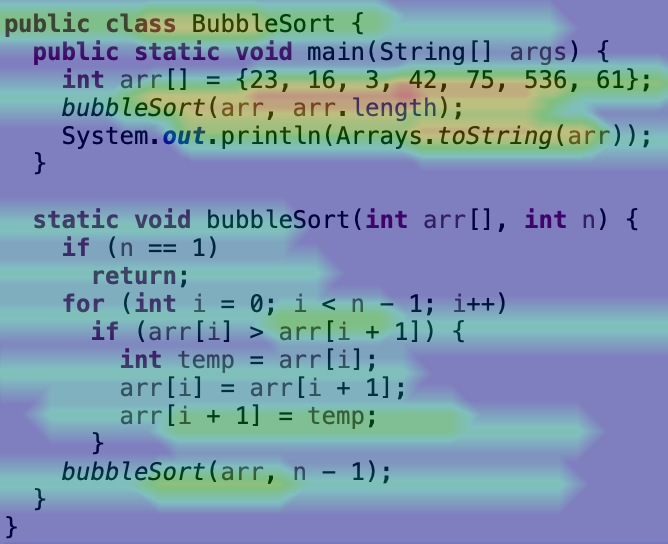 public class BubbleSort {
  public static void main(String[] args) {
    int arr[] = {23, 16, 3, 42, 75, 536, 61};
    bubbleSort(arr, arr.length);
    System.out.println(Arrays.toString(arr));
  }

  static void bubbleSort(int arr[], int n) {
    if (n == 1)
      return;
    for (int i = 0; i < n - 1; i++)
      if (arr[i] > arr[i + 1]) {
        int temp = arr[i];
        arr[i] = arr[i + 1];
        arr[i + 1] = temp;
      }
    bubbleSort(arr, n - 1);
  }
}